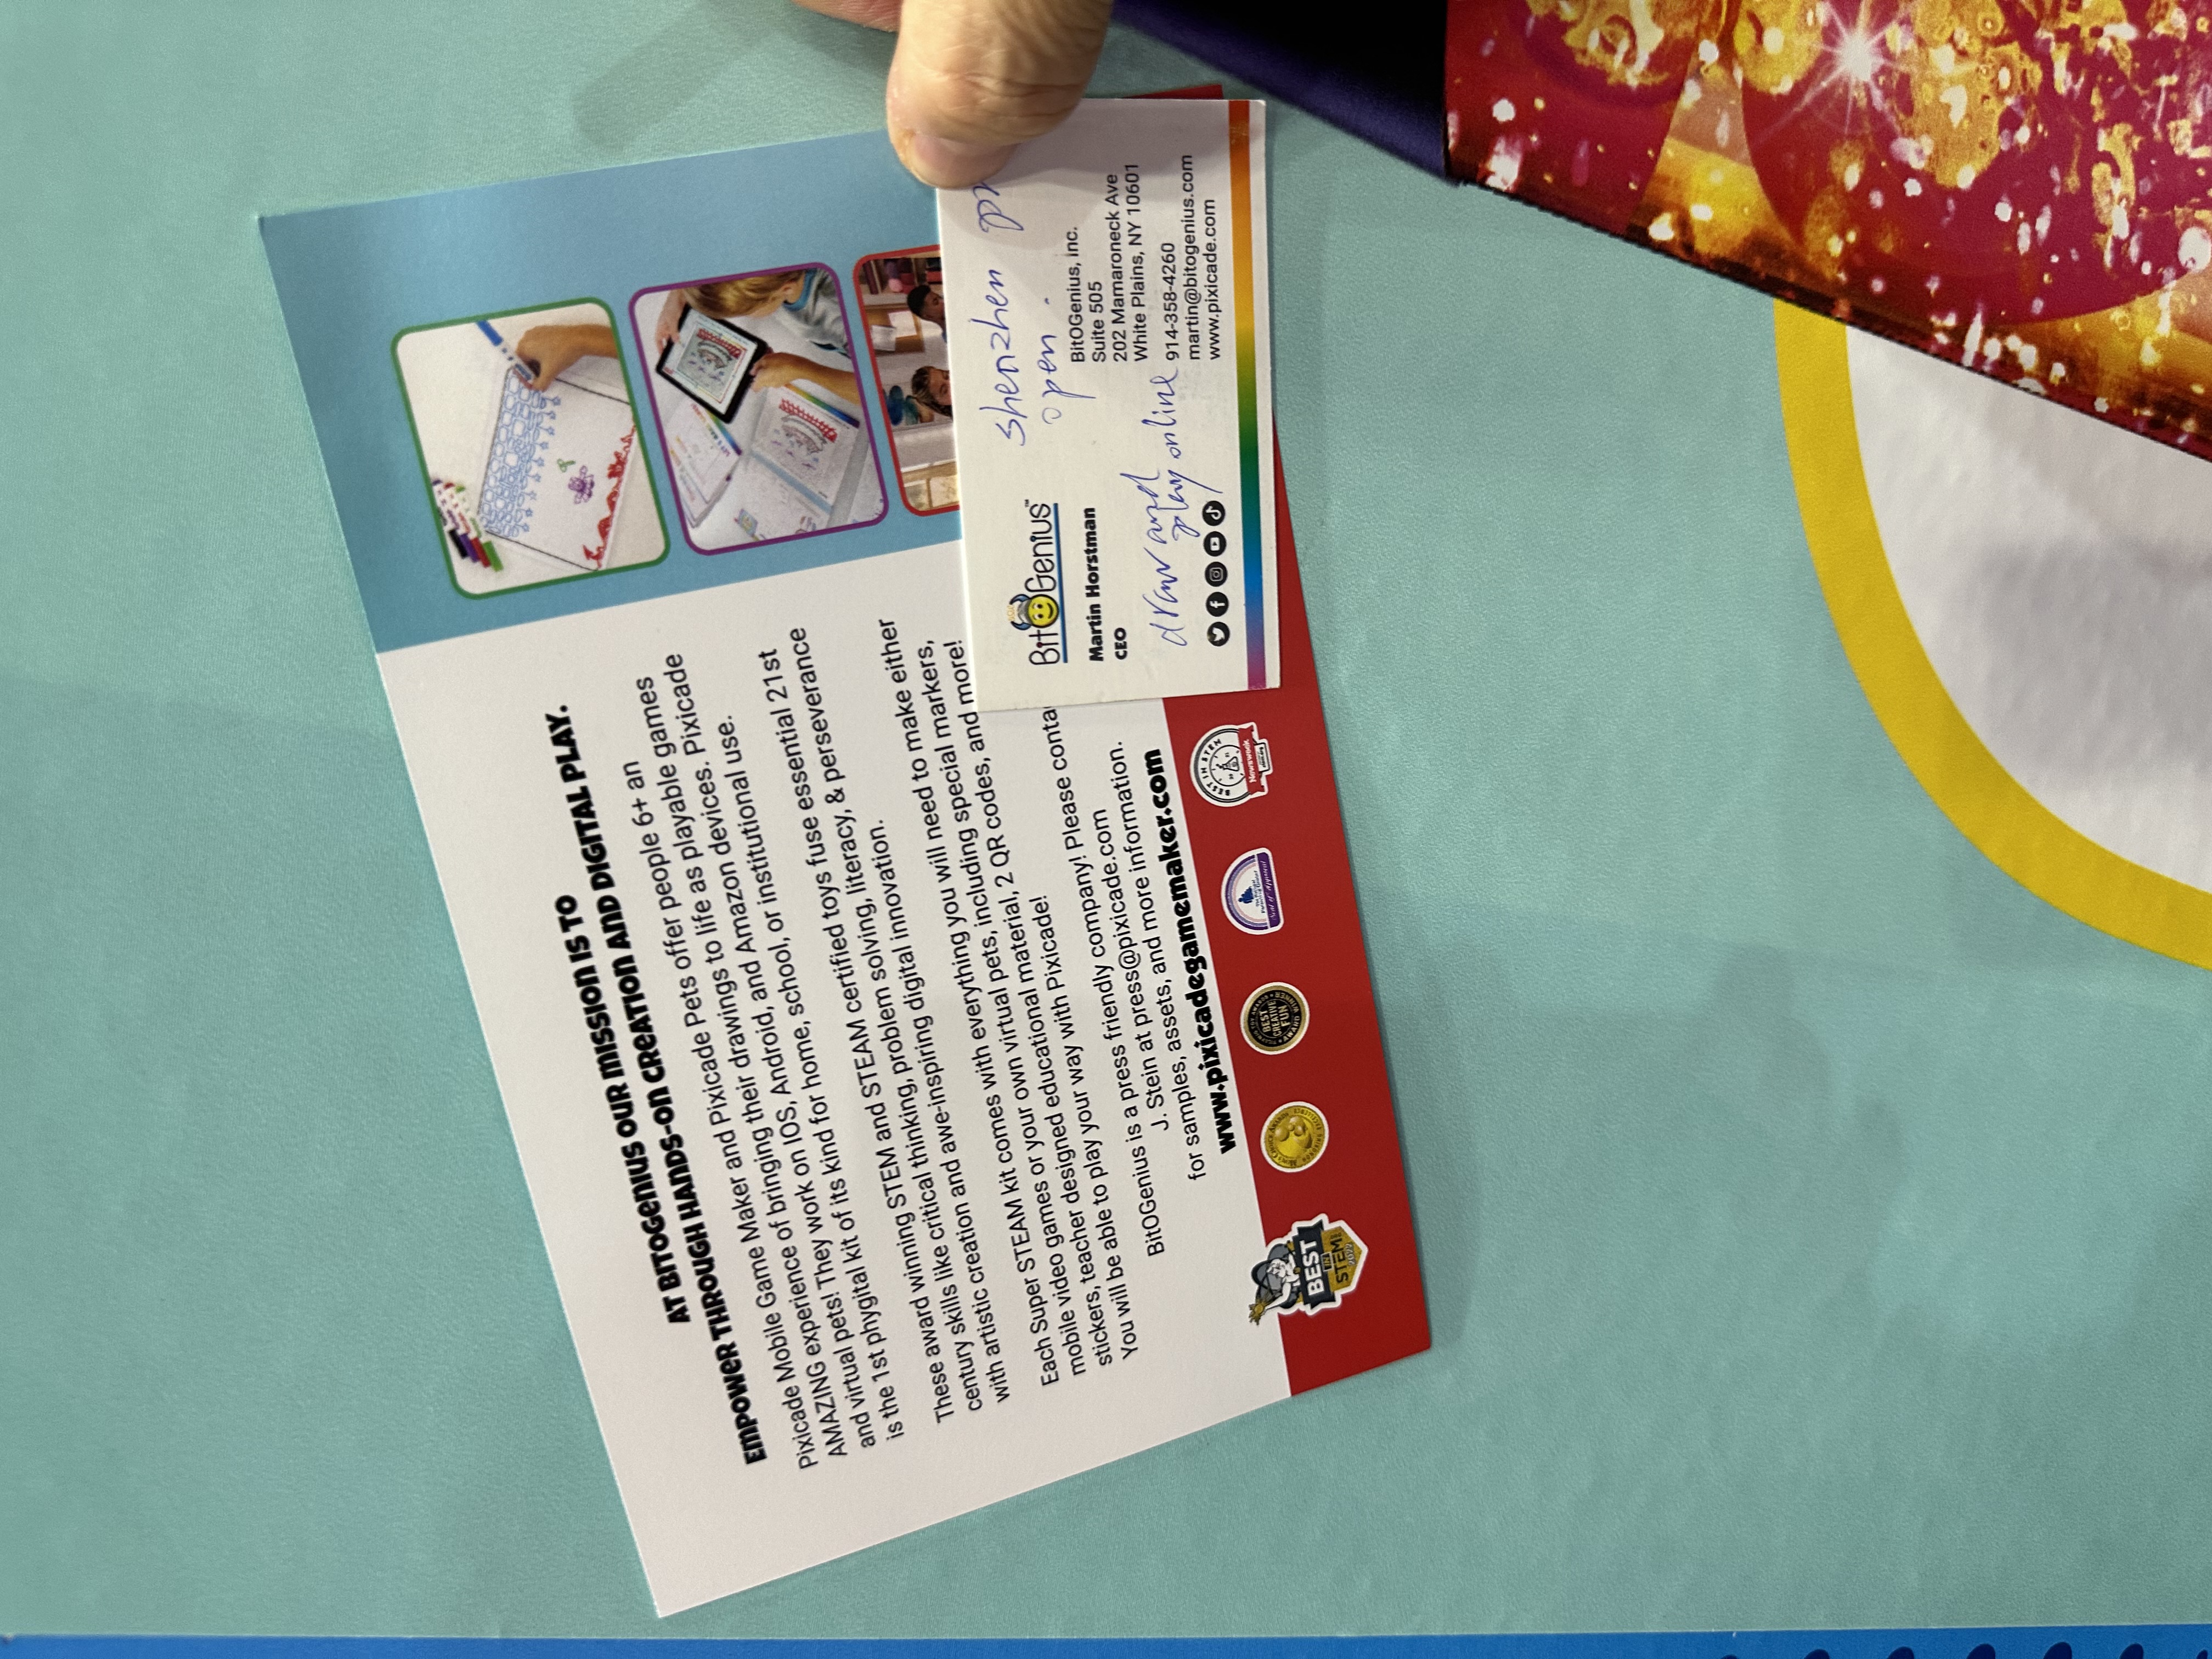 AT BITOGENIUS OUR MISSION IS TO
EMPOWER THROUGH HANDS-ON CREATION AND DIGITAL PLAY.
Pixicade Mobile Game Maker and Pixicade Pets offer people 6+ an
AMAZING experience of bringing their drawings to life as playable games
and virtual pets! They work on IOS, Android, and Amazon devices. Pixicade
is the 1st phygital kit of its kind for home, school, or institutional use.
These award winning STEM and STEAM certified toys fuse essential 21st
century skills like critical thinking, problem solving, literacy, & perseverance
with artistic creation and awe-inspiring digital innovation.
Each Super STEAM kit comes with everything you will need to make either
mobile video games or your own virtual pets, including special markers,
stickers, teacher designed educational material, 2 QR codes, and more!
You will be able to play your way with Pixicade!
BitOGenius is a press friendly company! Please conta
J. Stein at press@pixicade.com
for samples, assets, and more information.
www.pixicadegamemaker.com
BEST
IN
STEM
2022
BEST
CREATIVE
FUN
AWARD WINNER
Seal of Approval
BEST IN STEM
Newsweek
shenzhen
open.
BitOGenius™
Martin Horstman
CEO
draw and
play online
BitOGenius, inc.
Suite 505
202 Mamaroneck Ave
White Plains, NY 10601
914-358-4260
martin@bitogenius.com
www.pixicade.com